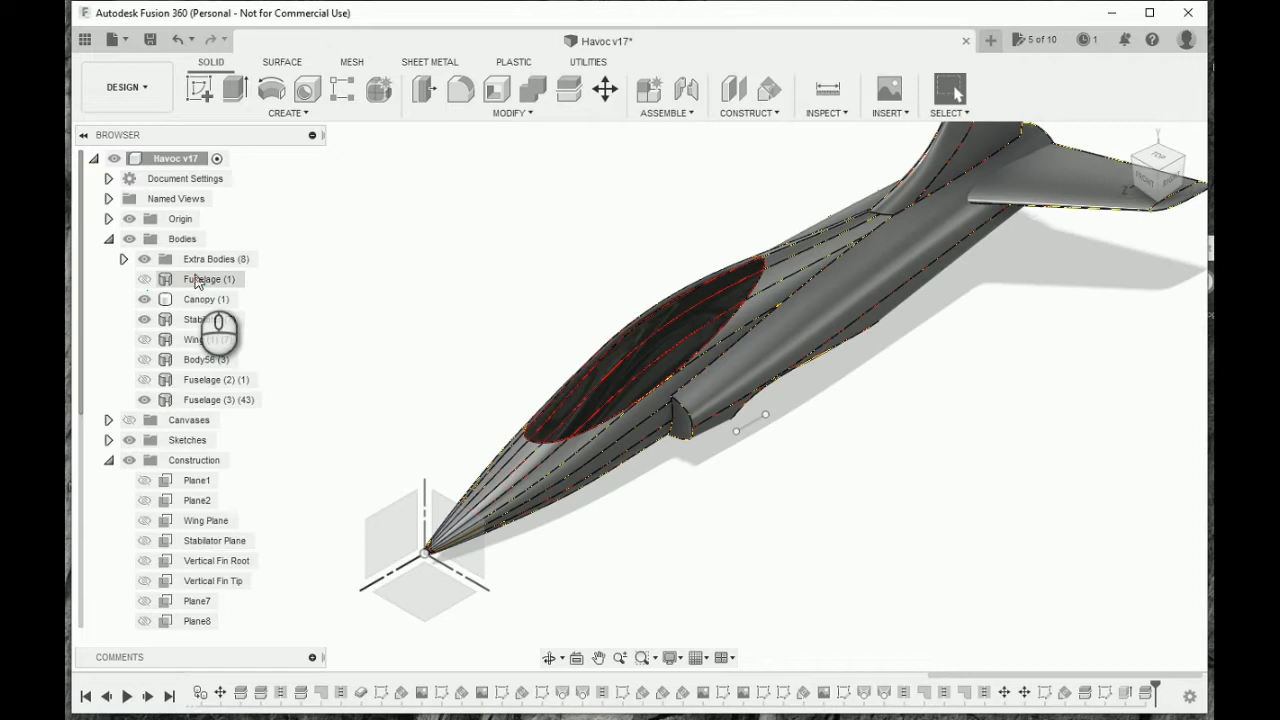 Autodesk Fusion 360 (Personal - Not for Commercial Use)
Havoc v17*
5 of 10
1
SOLID SURFACE MESH SHEET METAL PLASTIC UTILITIES
DESIGN
CREATE MODIFY ASSEMBLE CONSTRUCT INSPECT INSERT SELECT
BROWSER
Havoc v17
Document Settings
Named Views
Origin
Bodies
Extra Bodies (8)
Fuselage (1)
Canopy (1)
Body56 (3)
Fuselage (2) (1)
Fuselage (3) (43)
Canvases
Sketches
Construction
Plane1
Plane2
Wing Plane
Stabilator Plane
Vertical Fin Root
Vertical Fin Tip
Plane7
Plane8
COMMENTS
TOP
FRONT
RIGHT
Y
Z